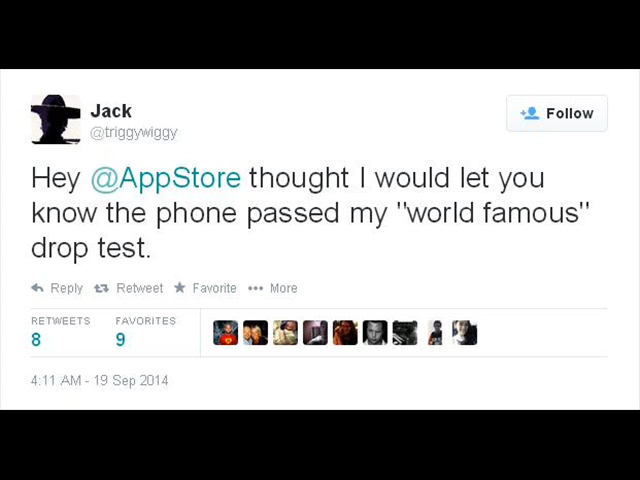 Jack
@triggywiggy
Follow
Hey @AppStore thought I would let you
know the phone passed my "world famous"
drop test.
Reply Retweet Favorite ••• More
RETWEETS FAVORITES
8 9
4:11 AM - 19 Sep 2014